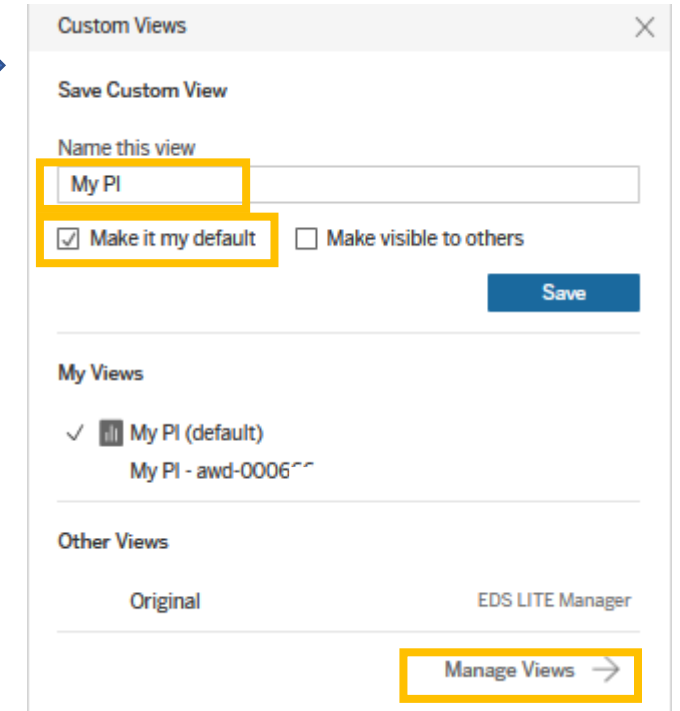 Custom Views
Save Custom View
Name this view
My PI
Make it my default Make visible to others
Save
My Views
My PI (default)
My PI - awd-0006
Other Views
Original EDS LITE Manager
Manage Views